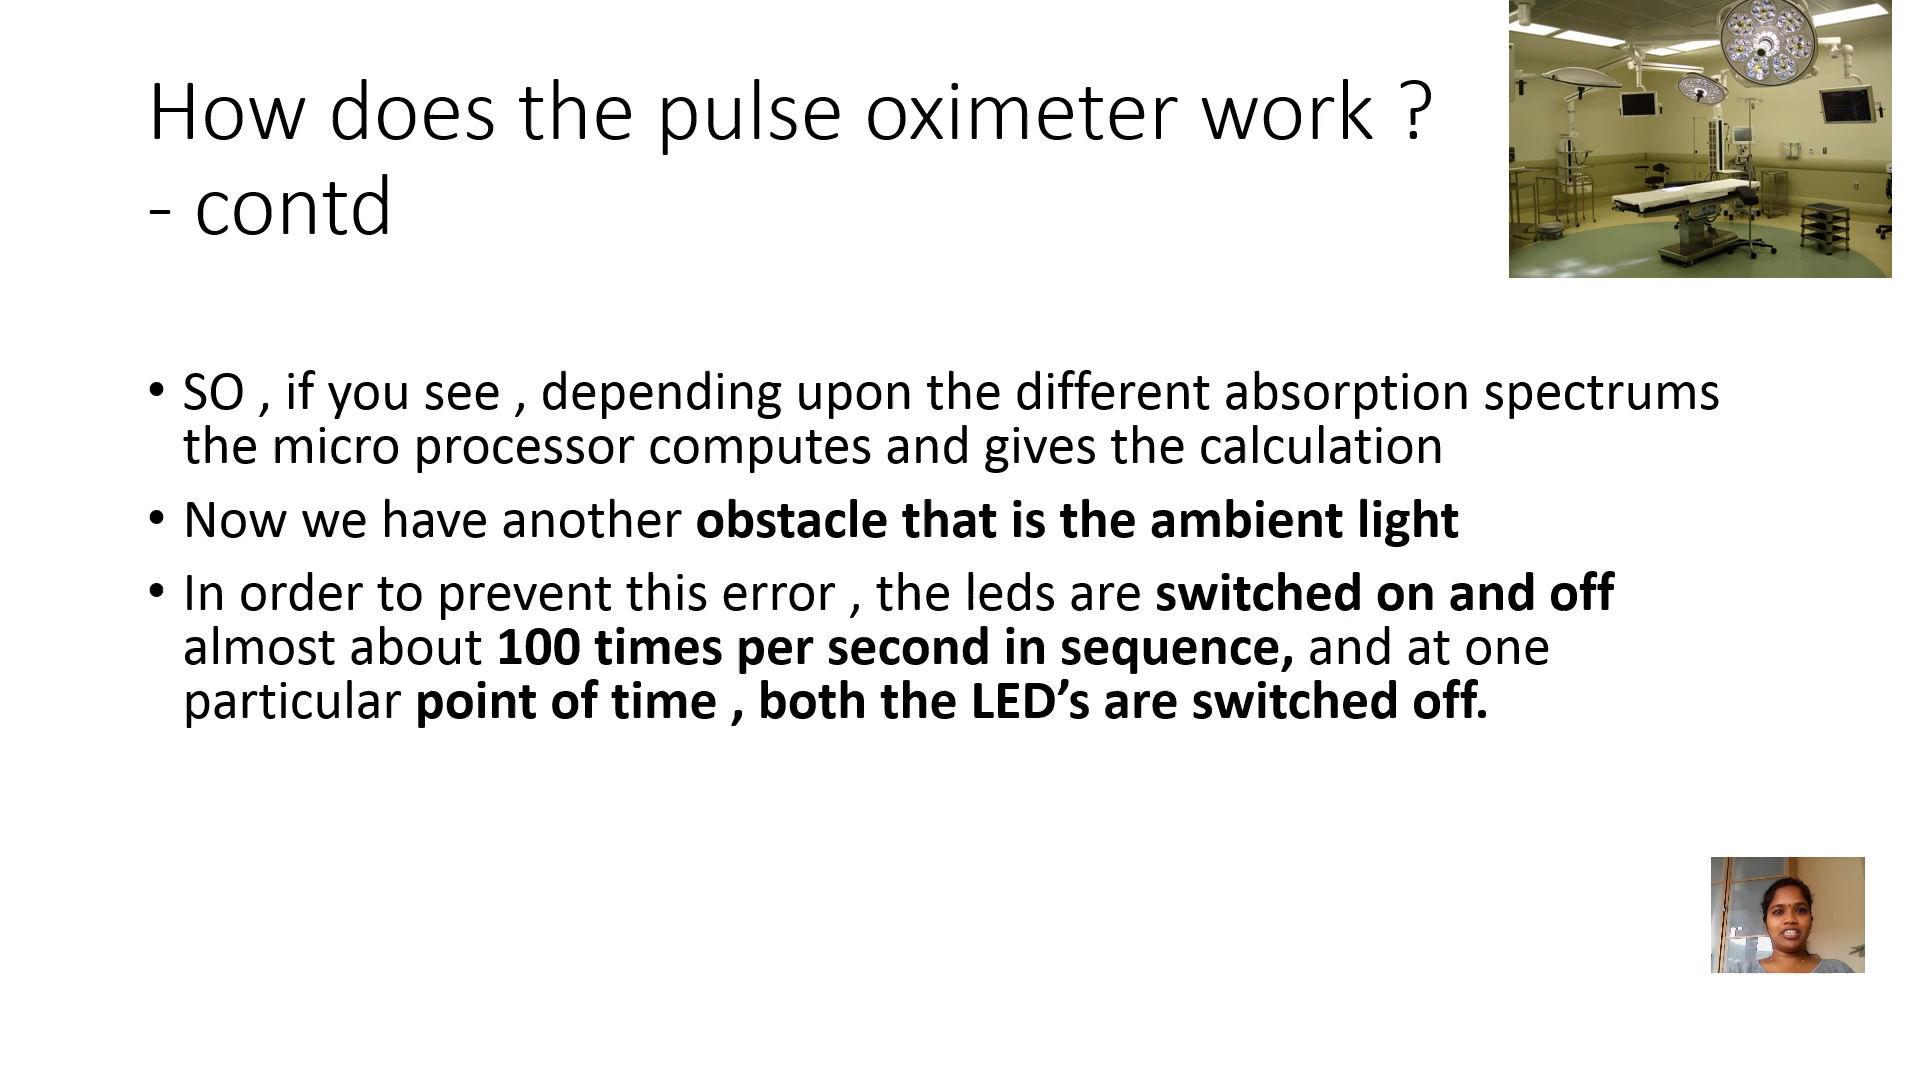 How does the pulse oximeter work ?
- contd
• SO , if you see , depending upon the different absorption spectrums
the micro processor computes and gives the calculation
• Now we have another obstacle that is the ambient light
• In order to prevent this error , the leds are switched on and off
almost about 100 times per second in sequence, and at one
particular point of time , both the LED’s are switched off.